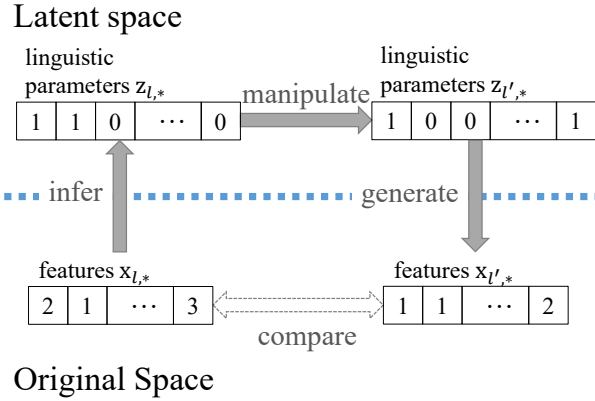 Latent space
linguistic
parameters z_{l,*}
linguistic
parameters z_{l',*}
1 1 0 ⋯ 0
manipulate
1 0 0 ⋯ 1
infer
generate
features x_{l,*}
features x_{l',*}
2 1 ⋯ 3
1 1 ⋯ 2
compare
Original Space